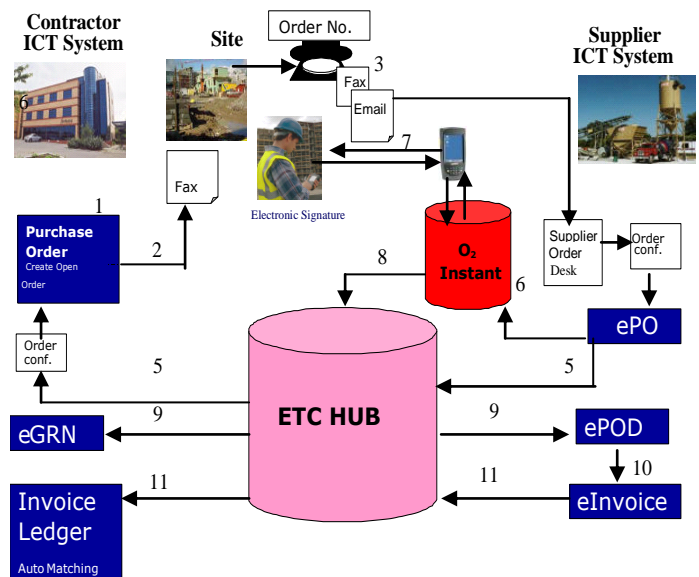 Contractor
ICT System
Site
Order No.
Supplier
ICT System
6
3
Fax
Email
7
Fax
Electronic Signature
1
Purchase
Order
Create Open
Order
2
O₂
Instant
Supplier
Order
Desk
Order
conf.
8
6
ePO
Order
conf.
5
5
ETC HUB
eGRN
9
9
ePOD
10
11
11
eInvoice
Invoice
Ledger
Auto Matching